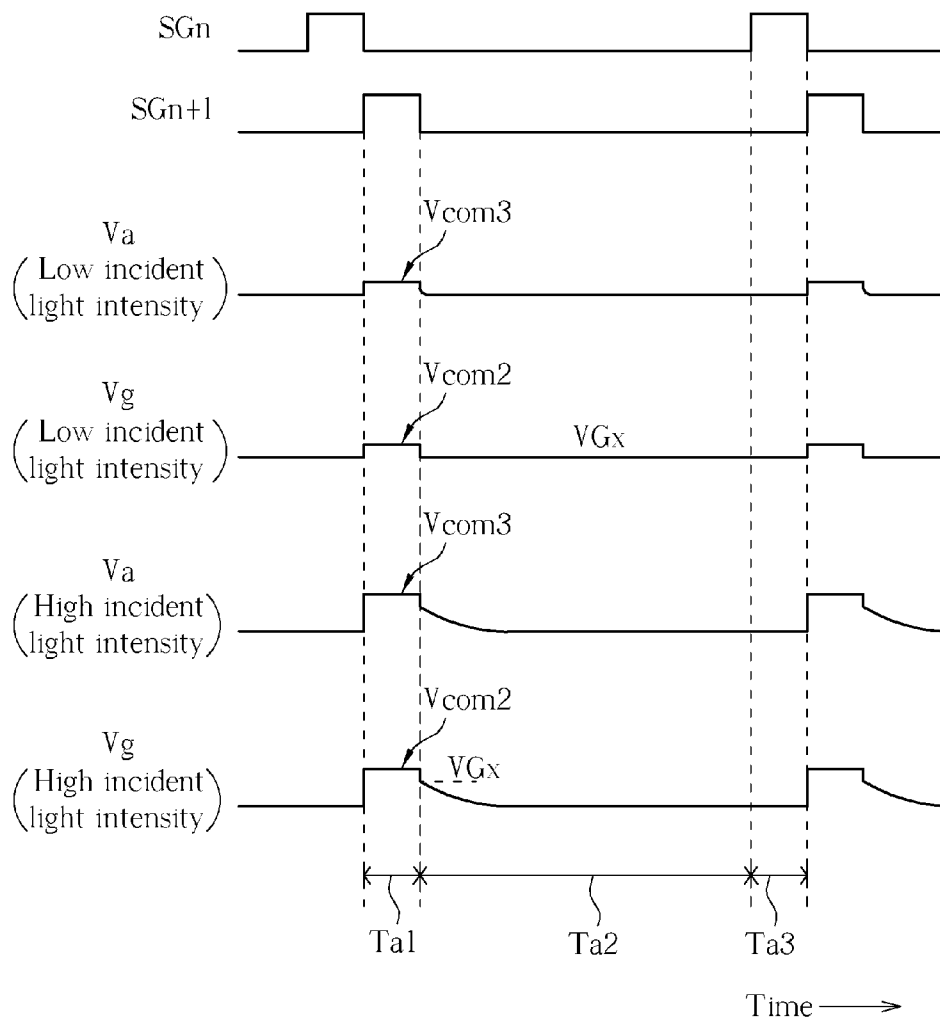 SGn
SGn+1
Vcom3
Va
(Low incident
light intensity)
Vcom2
Vg
(Low incident
light intensity)
VGx
Vcom3
Va
(High incident
light intensity)
Vcom2
Vg
(High incident
light intensity)
VGx
Ta1
Ta2
Ta3
Time